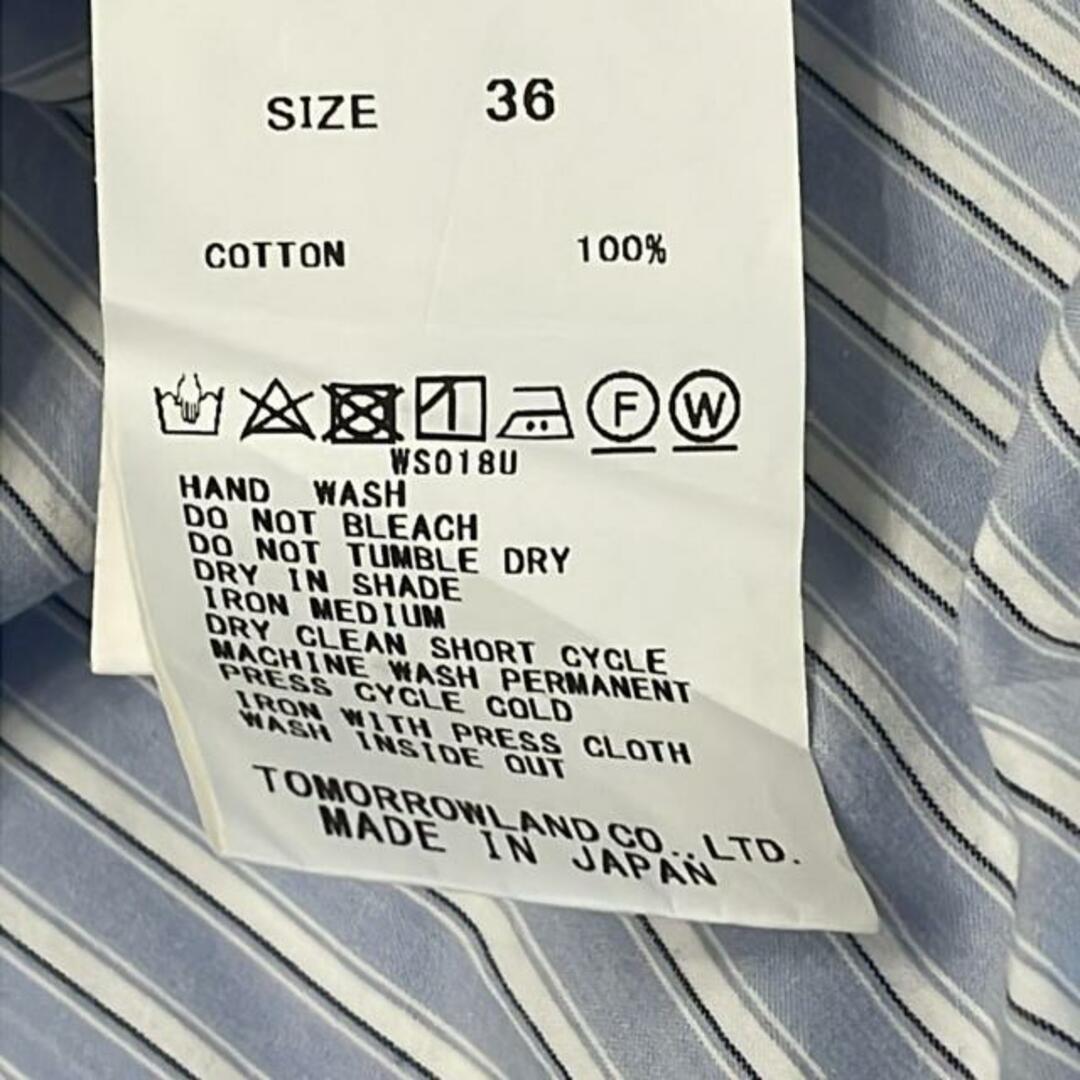 SIZE 36
COTTON 100%
F W
WS018U
HAND WASH
DO NOT BLEACH
DO NOT TUMBLE DRY
DRY IN SHADE
IRON MEDIUM
DRY CLEAN SHORT CYCLE
MACHINE WASH PERMANENT
PRESS CYCLE COLD
IRON WITH PRESS CLOTH
WASH INSIDE OUT
TOMORROWLAND CO.,LTD.
MADE IN JAPAN